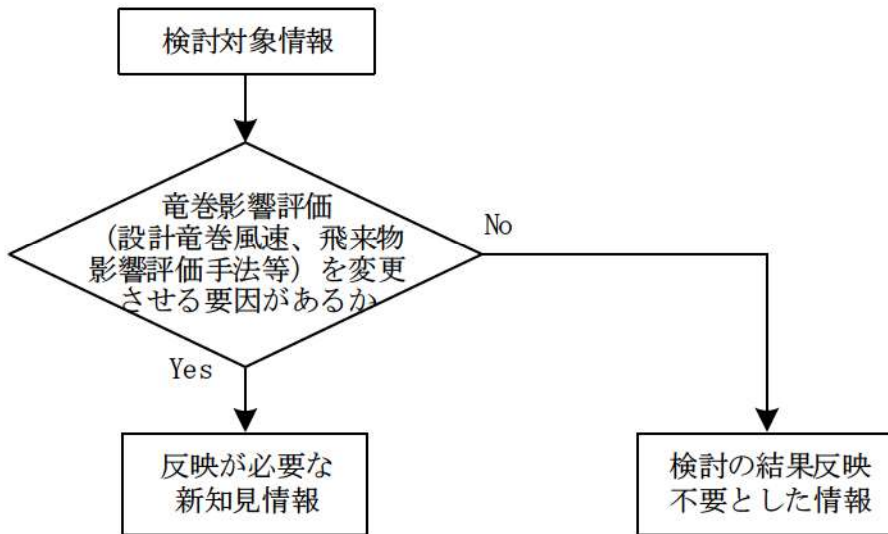 検討対象情報
竜巻影響評価
（設計竜巻風速、飛来物
影響評価手法等）を変更
させる要因があるか
No
Yes
反映が必要な
新知見情報
検討の結果反映
不要とした情報